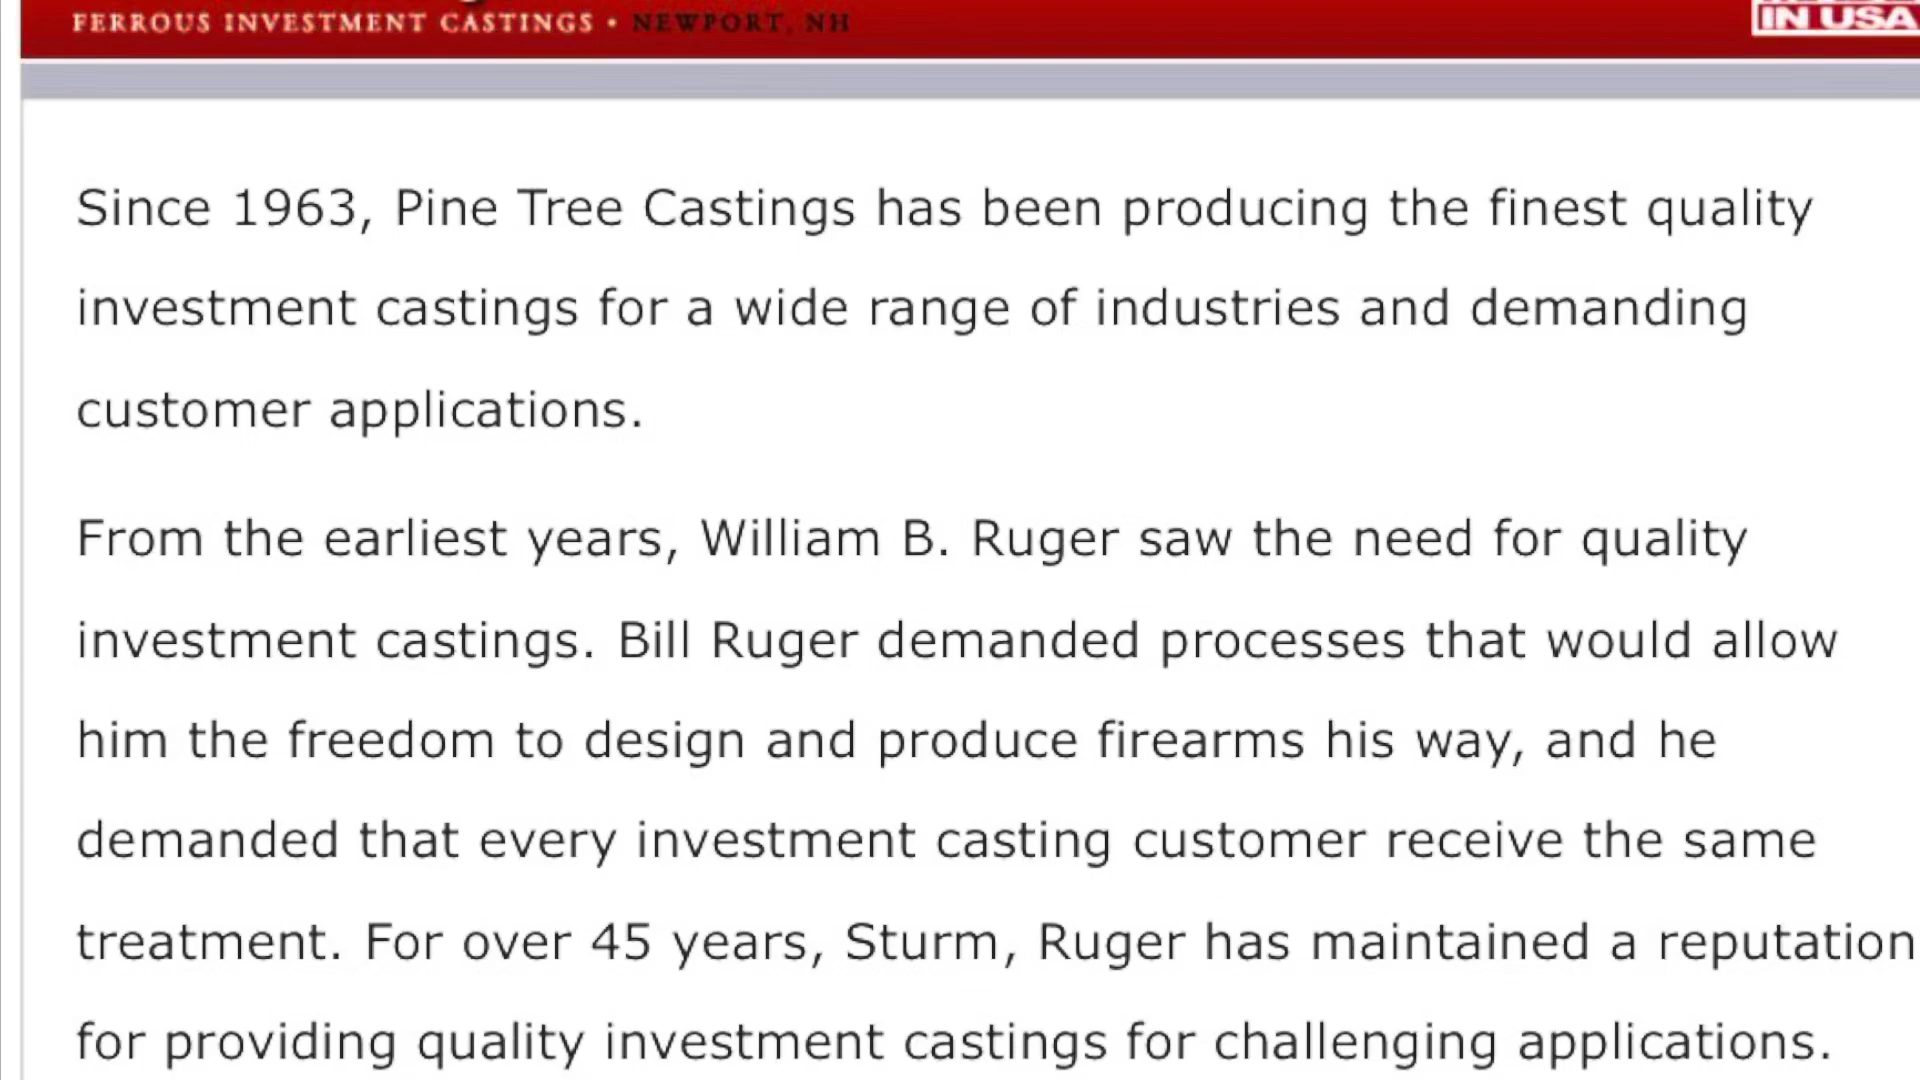 FERROUS INVESTMENT CASTINGS • NEWPORT, NH
IN USA
Since 1963, Pine Tree Castings has been producing the finest quality
investment castings for a wide range of industries and demanding
customer applications.
From the earliest years, William B. Ruger saw the need for quality
investment castings. Bill Ruger demanded processes that would allow
him the freedom to design and produce firearms his way, and he
demanded that every investment casting customer receive the same
treatment. For over 45 years, Sturm, Ruger has maintained a reputation
for providing quality investment castings for challenging applications.